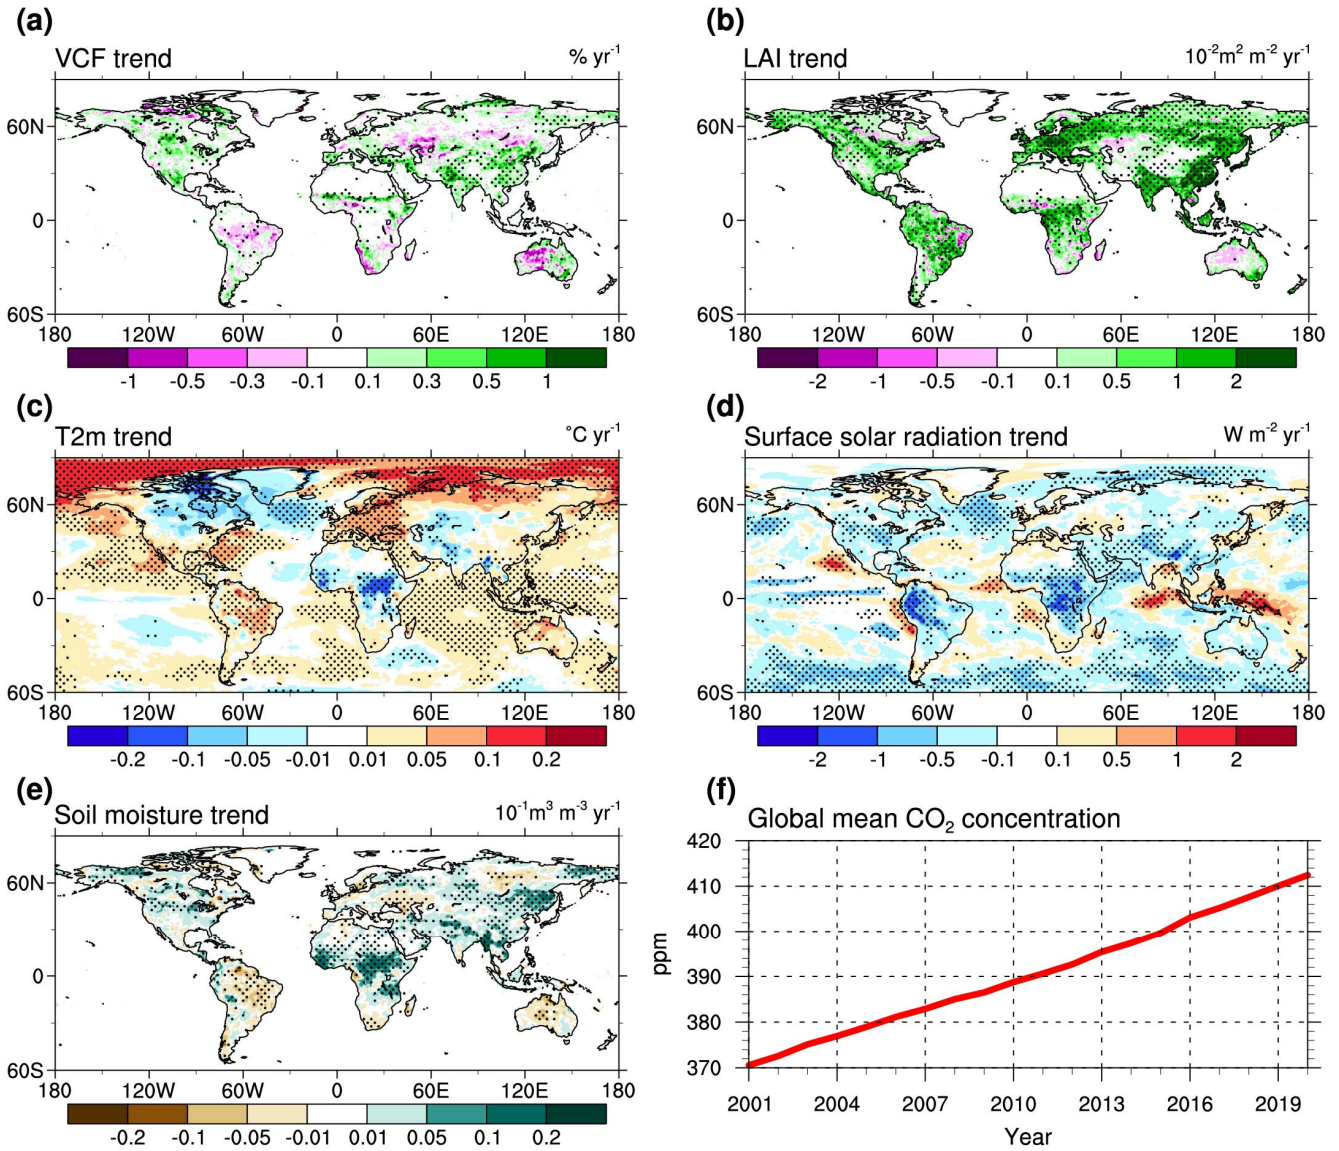 (a)
VCF trend % yr⁻¹
60N
0
60S
180 120W 60W 0 60E 120E 180
-1 -0.5 -0.3 -0.1 0.1 0.3 0.5 1
(b)
LAI trend 10⁻²m² m⁻² yr⁻¹
60N
0
60S
180 120W 60W 0 60E 120E 180
-2 -1 -0.5 -0.1 0.1 0.5 1 2
(c)
T2m trend °C yr⁻¹
60N
0
60S
180 120W 60W 0 60E 120E 180
-0.2 -0.1 -0.05 -0.01 0.01 0.05 0.1 0.2
(d)
Surface solar radiation trend W m⁻² yr⁻¹
60N
0
60S
180 120W 60W 0 60E 120E 180
-2 -1 -0.5 -0.1 0.1 0.5 1 2
(e)
Soil moisture trend 10⁻¹m³ m⁻³ yr⁻¹
60N
0
60S
180 120W 60W 0 60E 120E 180
-0.2 -0.1 -0.05 -0.01 0.01 0.05 0.1 0.2
(f)
Global mean CO₂ concentration
420
410
400
390
380
370
ppm
2001 2004 2007 2010 2013 2016 2019
Year